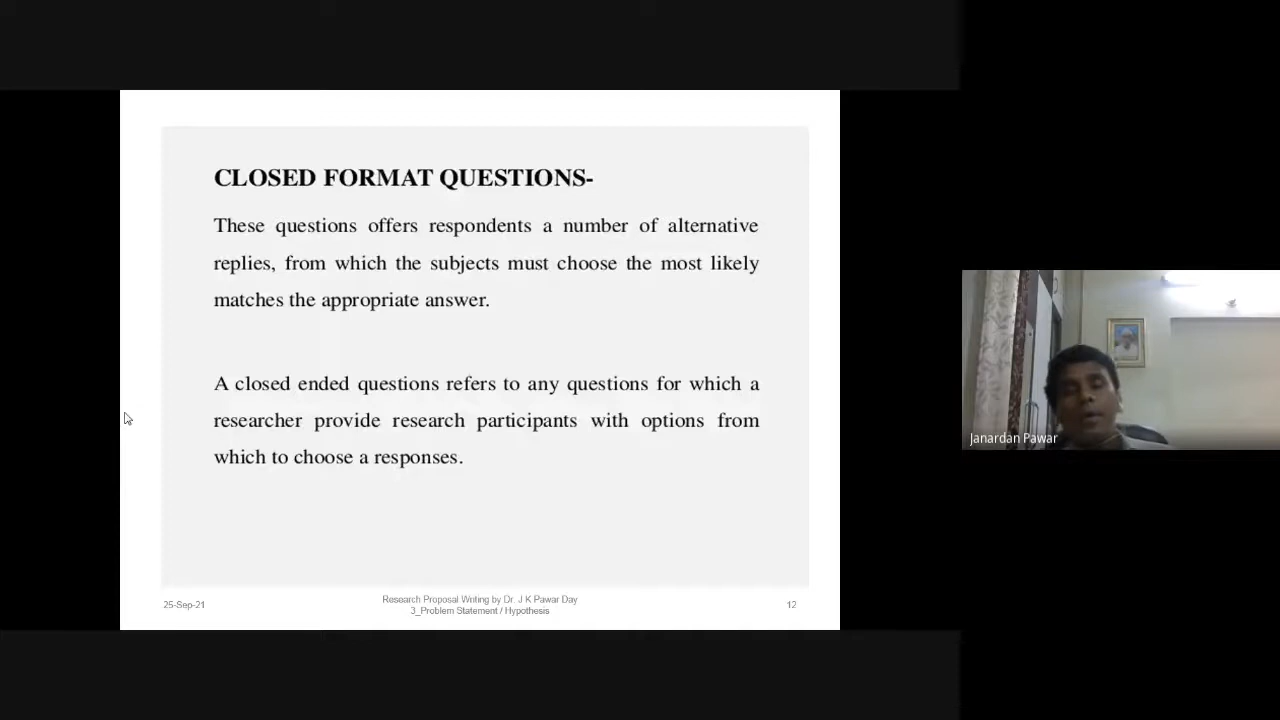 CLOSED FORMAT QUESTIONS-
These questions offers respondents a number of alternative
replies, from which the subjects must choose the most likely
matches the appropriate answer.
A closed ended questions refers to any questions for which a
researcher provide research participants with options from
which to choose a responses.
25-Sep-21
Research Proposal Writing by Dr. J K Pawar Day
3_Problem Statement / Hypothesis
12
Janardan Pawar